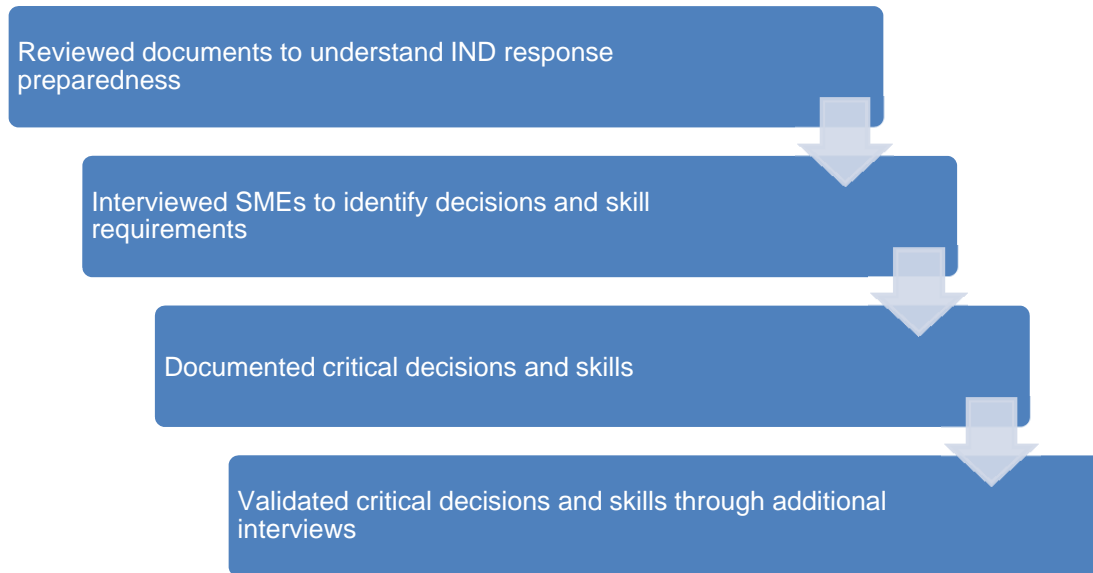 Reviewed documents to understand IND response
preparedness
Interviewed SMEs to identify decisions and skill
requirements
Documented critical decisions and skills
Validated critical decisions and skills through additional
interviews